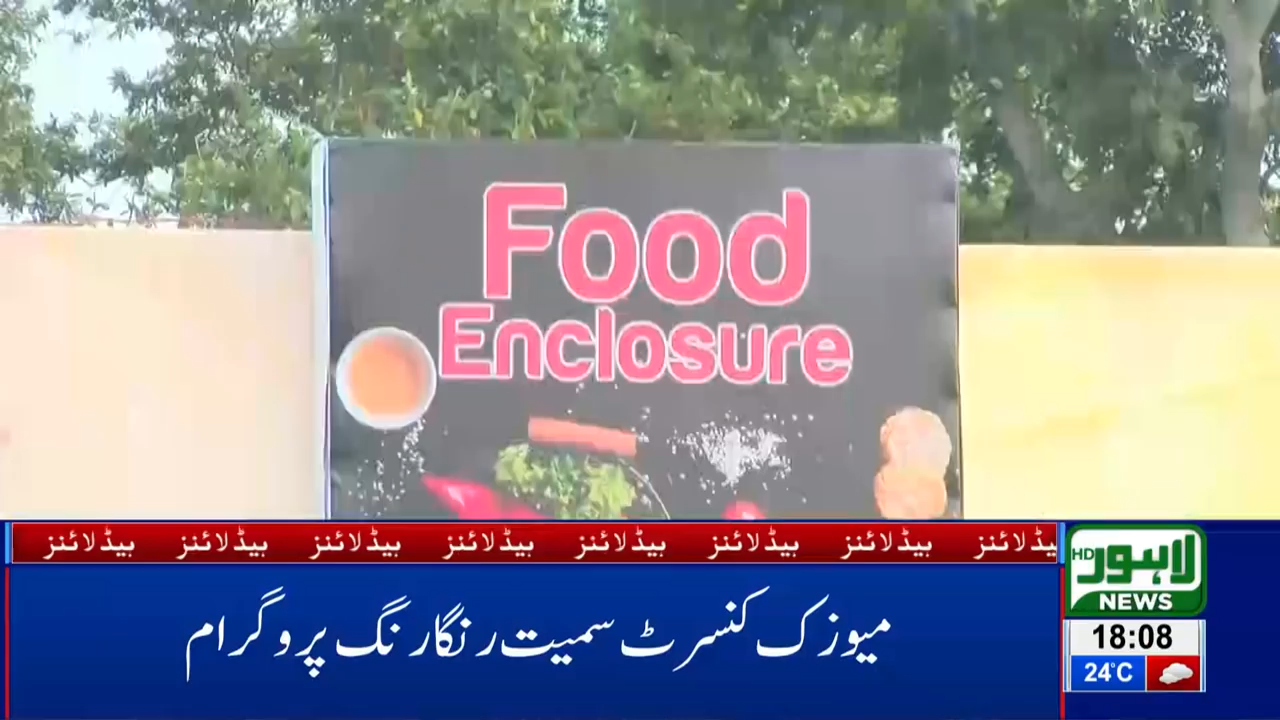 Food
Enclosure
ہیڈلائنز ہیڈلائنز ہیڈلائنز ہیڈلائنز ہیڈلائنز ہیڈلائنز ہیڈلائنز
میوزک کنسرٹ سمیت رنگارنگ پروگرام
HD لاہور
NEWS
18:08
24°C